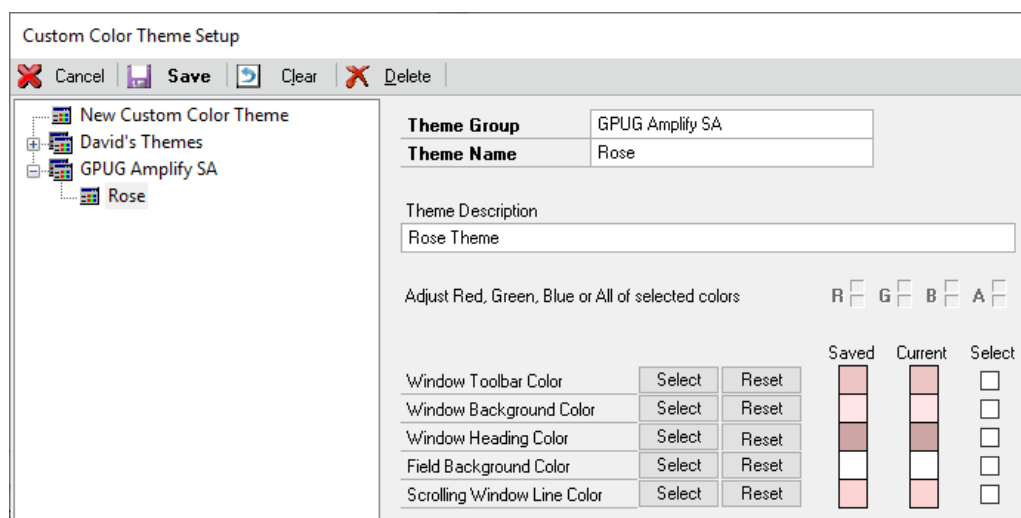 Custom Color Theme Setup
Cancel Save Clear Delete
New Custom Color Theme
David's Themes
GPUG Amplify SA
Rose
Theme Group GPUG Amplify SA
Theme Name Rose
Theme Description
Rose Theme
Adjust Red, Green, Blue or All of selected colors R G B A
Saved Current Select
Window Toolbar Color Select Reset
Window Background Color Select Reset
Window Heading Color Select Reset
Field Background Color Select Reset
Scrolling Window Line Color Select Reset